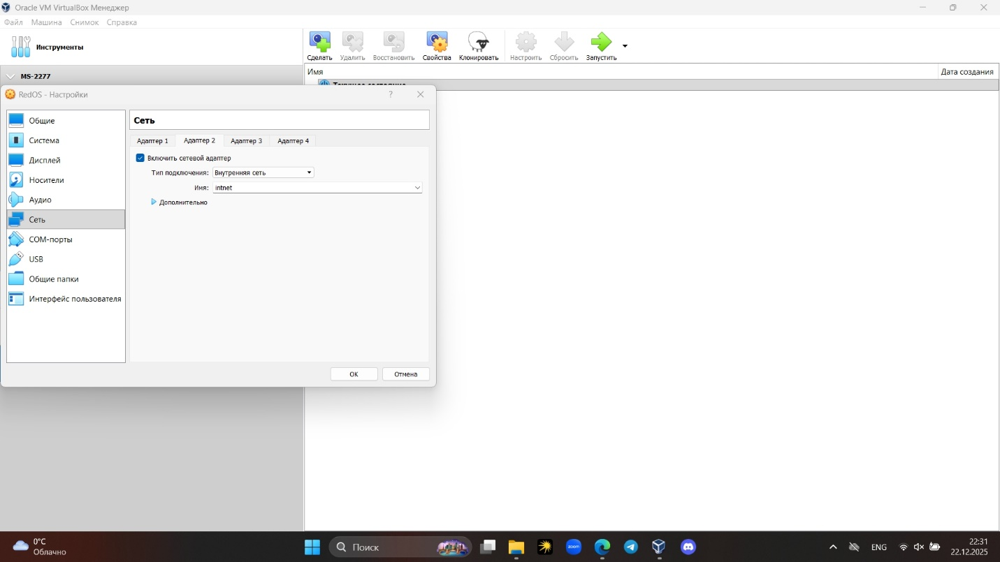 Oracle VM VirtualBox Менеджер
Файл Машина Снимок Справка
Инструменты
Сделать Удалить Восстановить Свойства Клонировать Настроить Сбросить Запустить
MS-2277
Имя Дата создания
Текущее состояние
RedOS - Настройки ?
Общие
Система
Дисплей
Носители
Аудио
Сеть
COM-порты
USB
Общие папки
Интерфейс пользователя
Сеть
Адаптер 1 Адаптер 2 Адаптер 3 Адаптер 4
Включить сетевой адаптер
Тип подключения: Внутренняя сеть
Имя: intnet
Дополнительно
ОК Отмена
0°C
Облачно
Поиск
zoom
ENG
22:31
22.12.2025